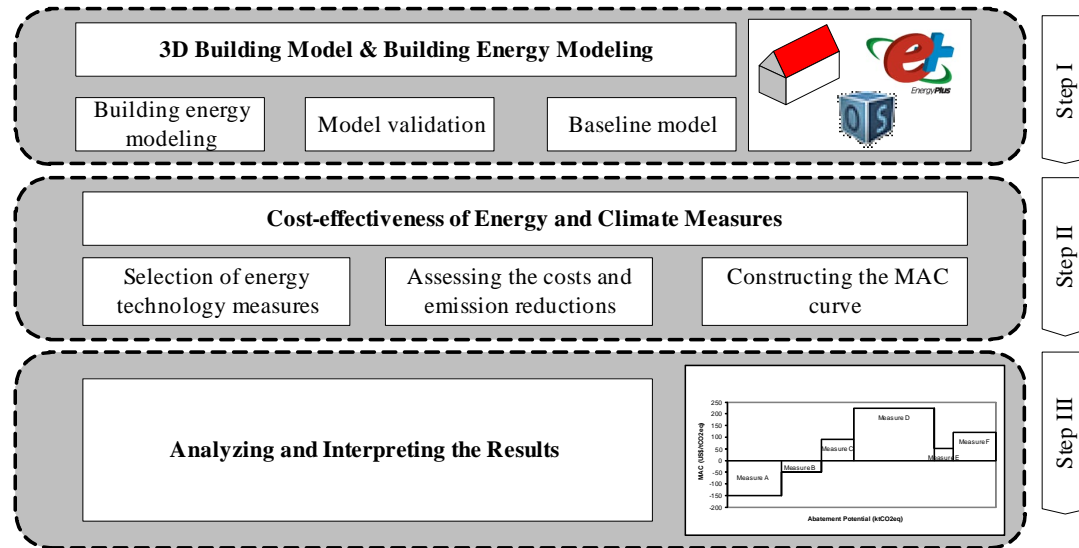 3D Building Model & Building Energy Modeling
Building energy
modeling
Model validation
Baseline model
e+
EnergyPlus
OS
Step I
Cost-effectiveness of Energy and Climate Measures
Selection of energy
technology measures
Assessing the costs and
emission reductions
Constructing the MAC
curve
Step II
Analyzing and Interpreting the Results
MAC (US$/tCO2eq)
250
200
150
100
50
0
-50
-100
-150
-200
Measure A
Measure B
Measure C
Measure D
Measure E
Measure F
Abatement Potential (ktCO2eq)
Step III